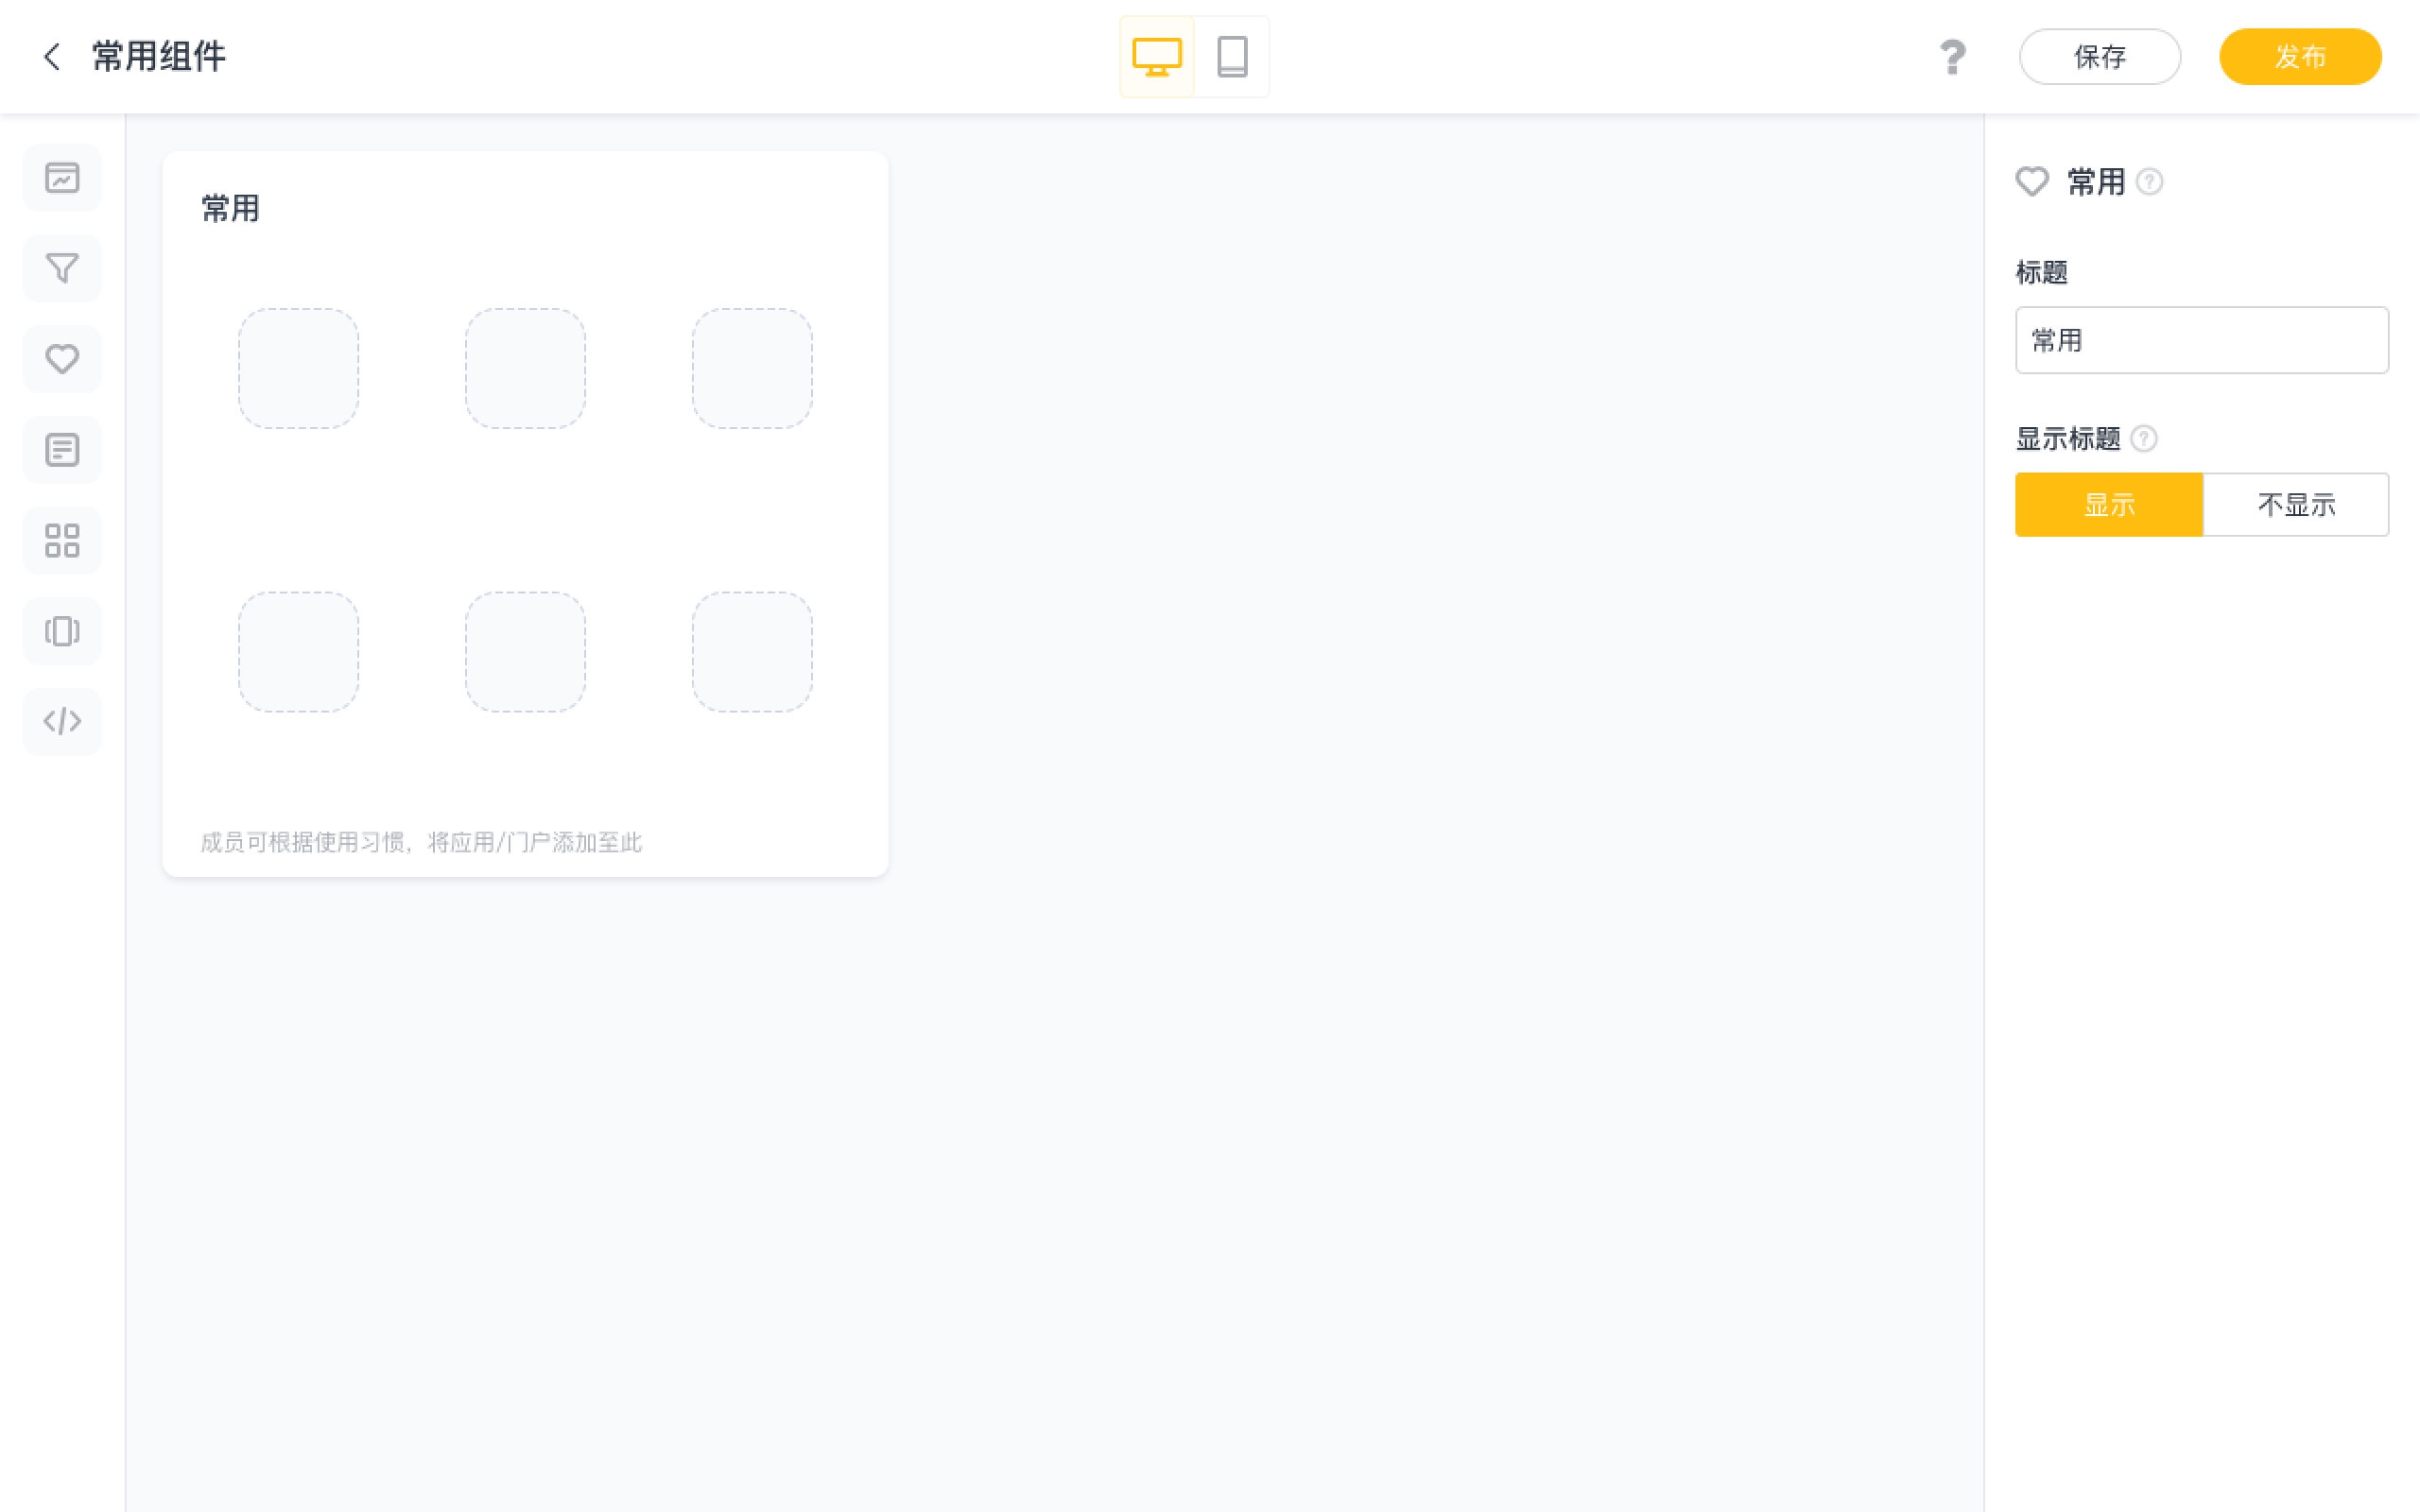 常用组件
保存
发布
常用
成员可根据使用习惯，将应用/门户添加至此
常用
标题
常用
显示标题
显示
不显示